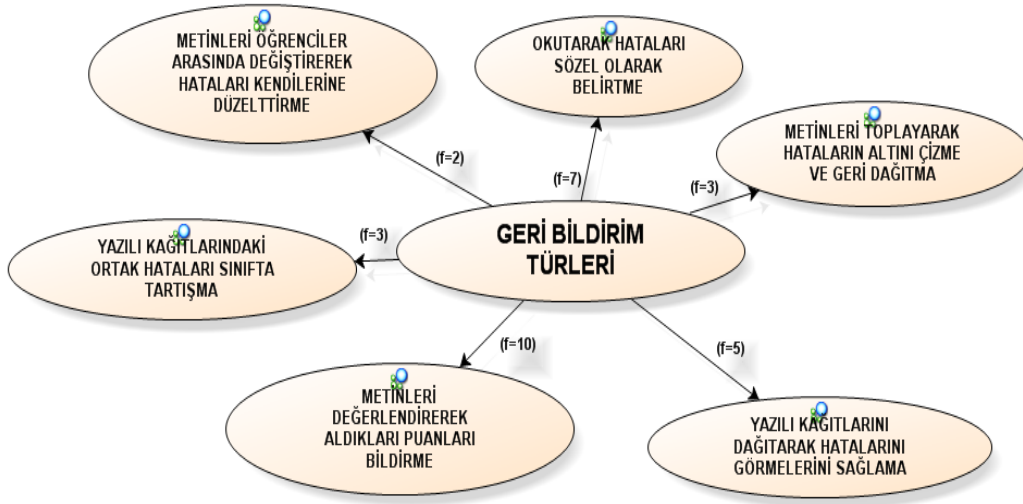 METİNLERİ ÖĞRENCİLER
ARASINDA DEĞİŞTİREREK
HATALARI KENDİLERİNE
DÜZELTTİRME
OKUTARAK HATALARI
SÖZEL OLARAK
BELİRTME
METİNLERİ TOPLAYARAK
HATALARIN ALTINI ÇİZME
VE GERİ DAĞITMA
(f=2)
(f=7)
(f=3)
GERİ BİLDİRİM
TÜRLERİ
(f=3)
YAZILI KAĞITLARINDAKİ
ORTAK HATALARI SINIFTA
TARTIŞMA
(f=10)
(f=5)
METİNLERİ
DEĞERLENDİREREK
ALDIKLARI PUANLARI
BİLDİRME
YAZILI KAĞITLARINI
DAĞITARAK HATALARINI
GÖRMELERİNİ SAĞLAMA